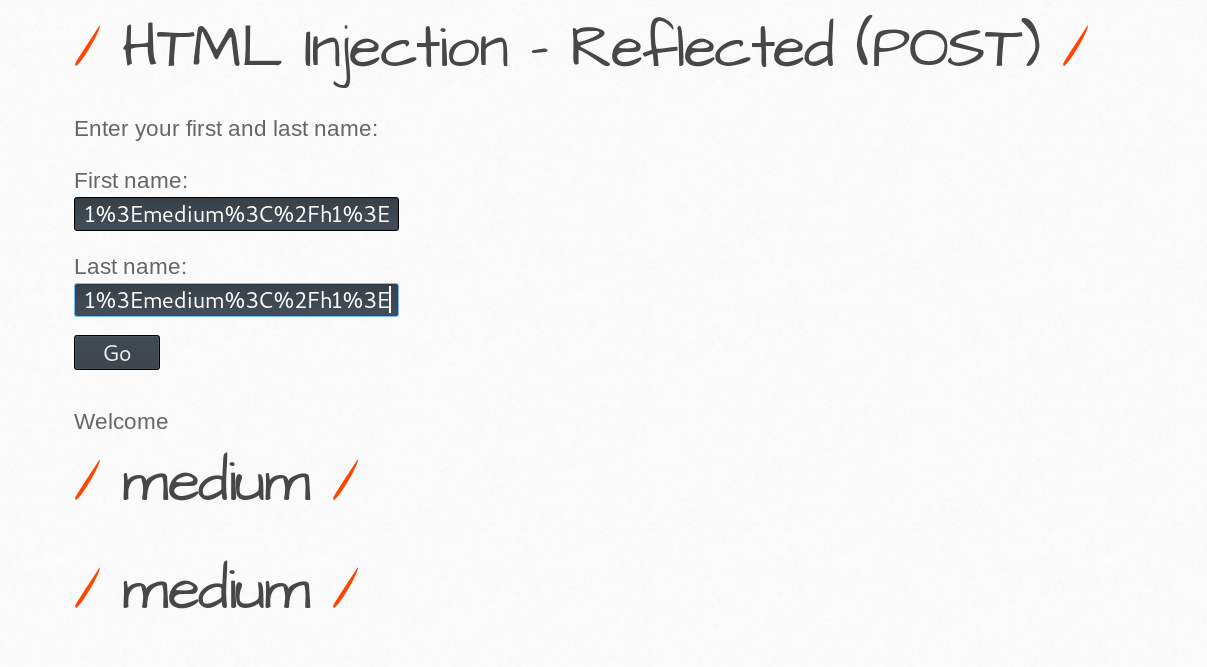 / HTML Injection - Reflected (POST) /
Enter your first and last name:
First name:
1%3Emedium%3C%2Fh1%3E
Last name:
1%3Emedium%3C%2Fh1%3E
Go
Welcome
/ medium /
/ medium /